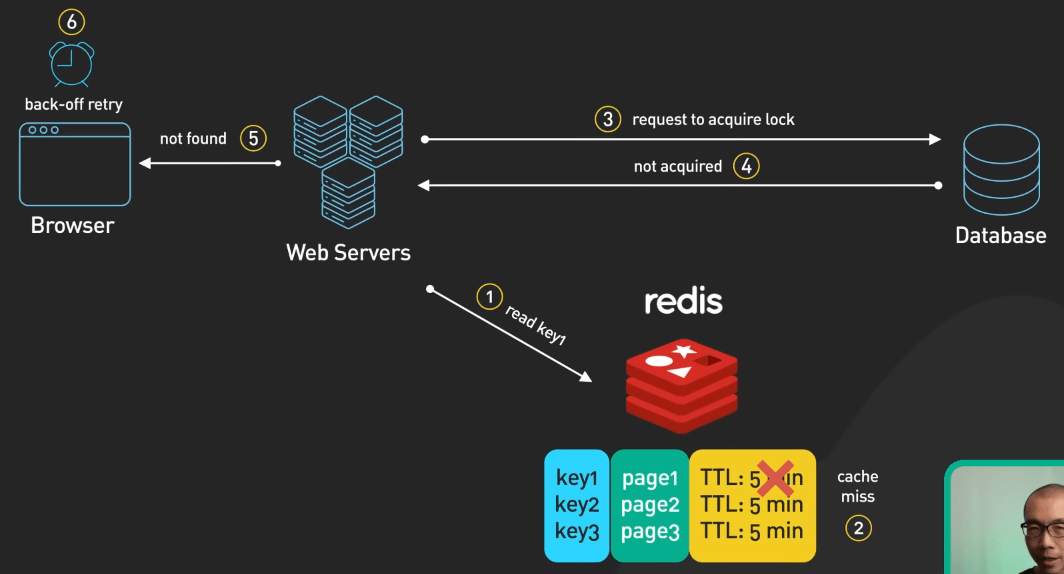 6
back-off retry
not found 5
Browser
Web Servers
3 request to acquire lock
not acquired 4
Database
1 read key1
redis
key1 page1 TTL: 5 min
key2 page2 TTL: 5 min
key3 page3 TTL: 5 min
cache
miss
2